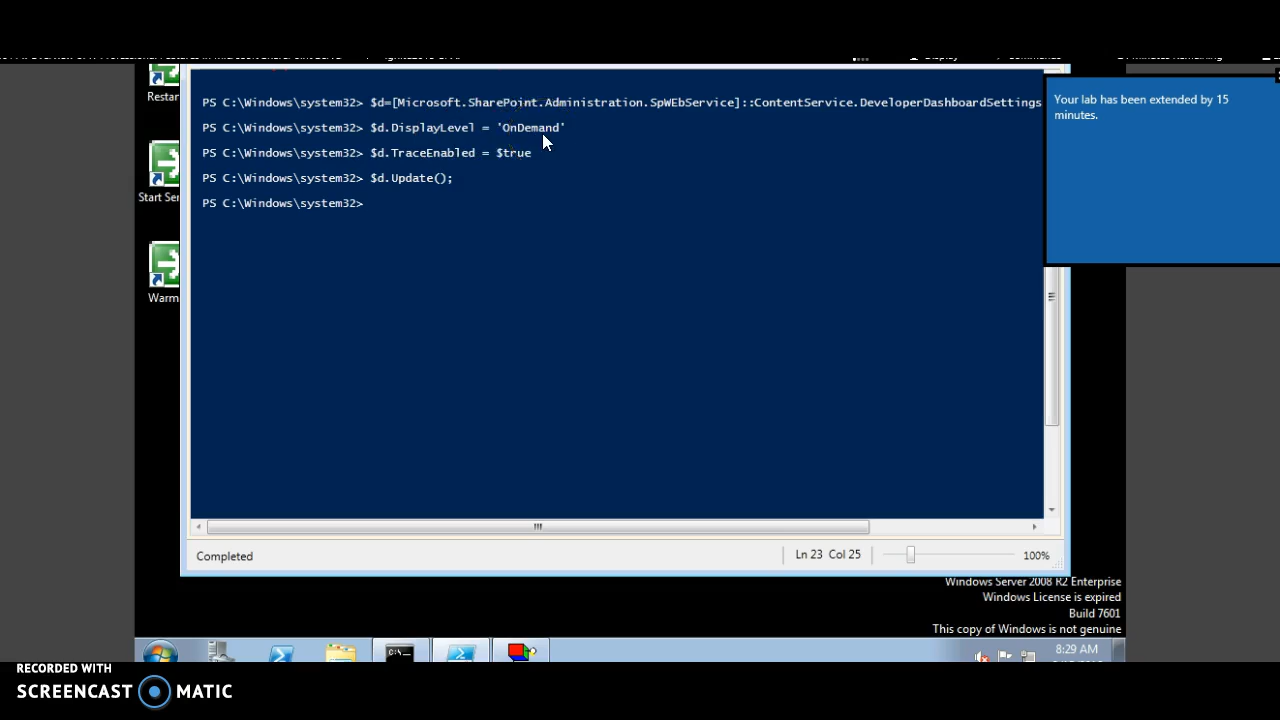 Restar
Start Ser
Warm
PS C:\Windows\system32> $d=[Microsoft.SharePoint.Administration.SpWEbService]::ContentService.DeveloperDashboardSettings
PS C:\Windows\system32> $d.DisplayLevel = 'OnDemand'
PS C:\Windows\system32> $d.TraceEnabled = $true
PS C:\Windows\system32> $d.Update();
PS C:\Windows\system32>
Your lab has been extended by 15
minutes.
Completed
Ln 23 Col 25
100%
Windows Server 2008 R2 Enterprise
Windows License is expired
Build 7601
This copy of Windows is not genuine
8:29 AM
RECORDED WITH
SCREENCAST MATIC